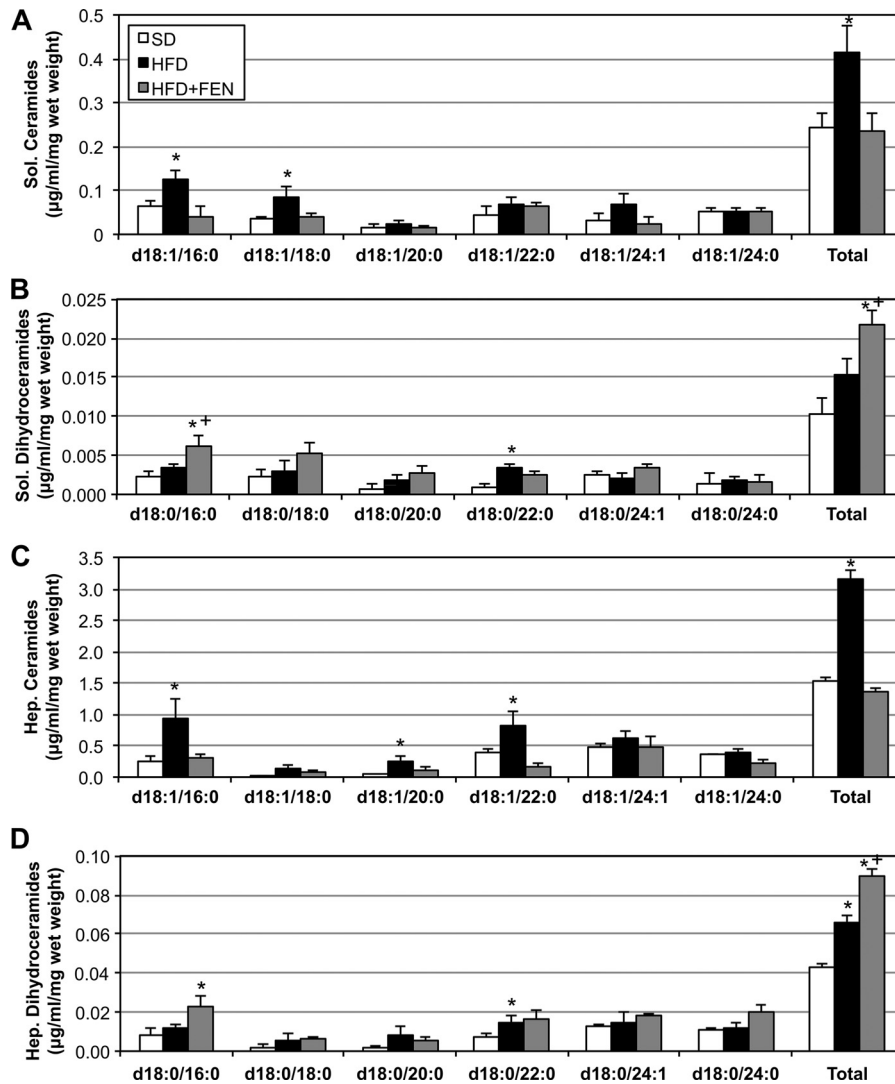 A
0.5
0.4
0.3
0.2
0.1
0
Sol. Ceramides
(µg/ml/mg wet weight)
SD
HFD
HFD+FEN
*
*
*
d18:1/16:0 d18:1/18:0 d18:1/20:0 d18:1/22:0 d18:1/24:1 d18:1/24:0 Total
B
0.025
0.020
0.015
0.010
0.005
0.000
Sol. Dihydroceramides
(µg/ml/mg wet weight)
*+
*
*+
d18:0/16:0 d18:0/18:0 d18:0/20:0 d18:0/22:0 d18:0/24:1 d18:0/24:0 Total
C
3.5
3.0
2.5
2.0
1.5
1.0
0.5
0.0
Hep. Ceramides
(µg/ml/mg wet weight)
*
*
*
*
d18:1/16:0 d18:1/18:0 d18:1/20:0 d18:1/22:0 d18:1/24:1 d18:1/24:0 Total
D
0.10
0.08
0.06
0.04
0.02
0.00
Hep. Dihydroceramides
(µg/ml/mg wet weight)
*
*
*
*+
d18:0/16:0 d18:0/18:0 d18:0/20:0 d18:0/22:0 d18:0/24:1 d18:0/24:0 Total